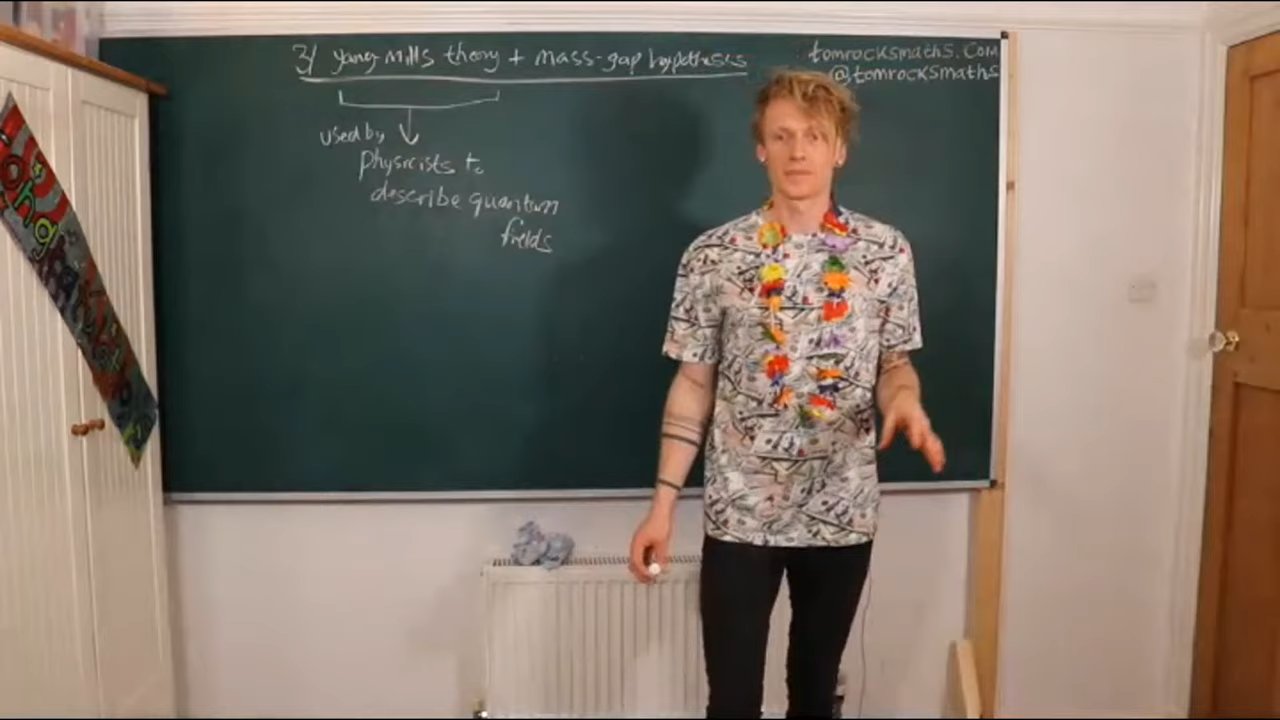 3/ Yang-Mills theory + mass-gap hypothesis
tomrocksmaths.com
@tomrocksmaths
used by
physicists to
describe quantum
fields